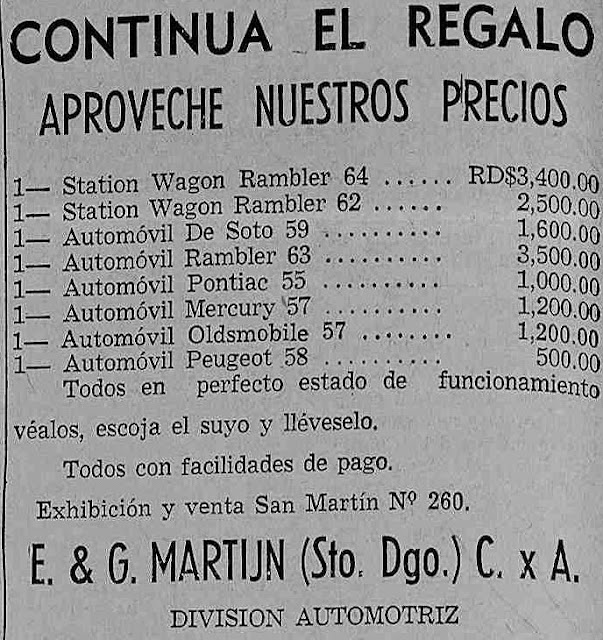 CONTINUA EL REGALO
APROVECHE NUESTROS PRECIOS
1— Station Wagon Rambler 64 ...... RD$3,400.00
1— Station Wagon Rambler 62 ...... 2,500.00
1— Automóvil De Soto 59 .......... 1,600.00
1— Automóvil Rambler 63 .......... 3,500.00
1— Automóvil Pontiac 55 .......... 1,000.00
1— Automóvil Mercury 57 .......... 1,200.00
1— Automóvil Oldsmobile 57 ........ 1,200.00
1— Automóvil Peugeot 58 .......... 500.00
Todos en perfecto estado de funcionamiento
véalos, escoja el suyo y lléveselo.
Todos con facilidades de pago.
Exhibición y venta San Martín Nº 260.
E. & G. MARTIJN (Sto. Dgo.) C. x A.
DIVISION AUTOMOTRIZ